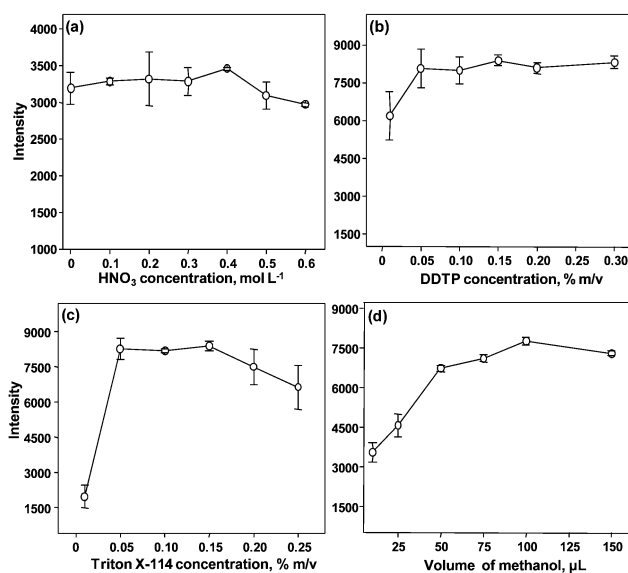 (a)
4000
3500
3000
2500
2000
1500
1000
Intensity
0 0.1 0.2 0.3 0.4 0.5 0.6
HNO₃ concentration, mol L⁻¹
(b)
9000
7500
6000
4500
3000
1500
0 0.05 0.10 0.15 0.20 0.30
DDTP concentration, % m/v
(c)
9000
7500
6000
4500
3000
1500
Intensity
0 0.05 0.10 0.15 0.20 0.25
Triton X-114 concentration, % m/v
(d)
9000
7500
6000
4500
3000
1500
25 50 75 100 150
Volume of methanol, µL